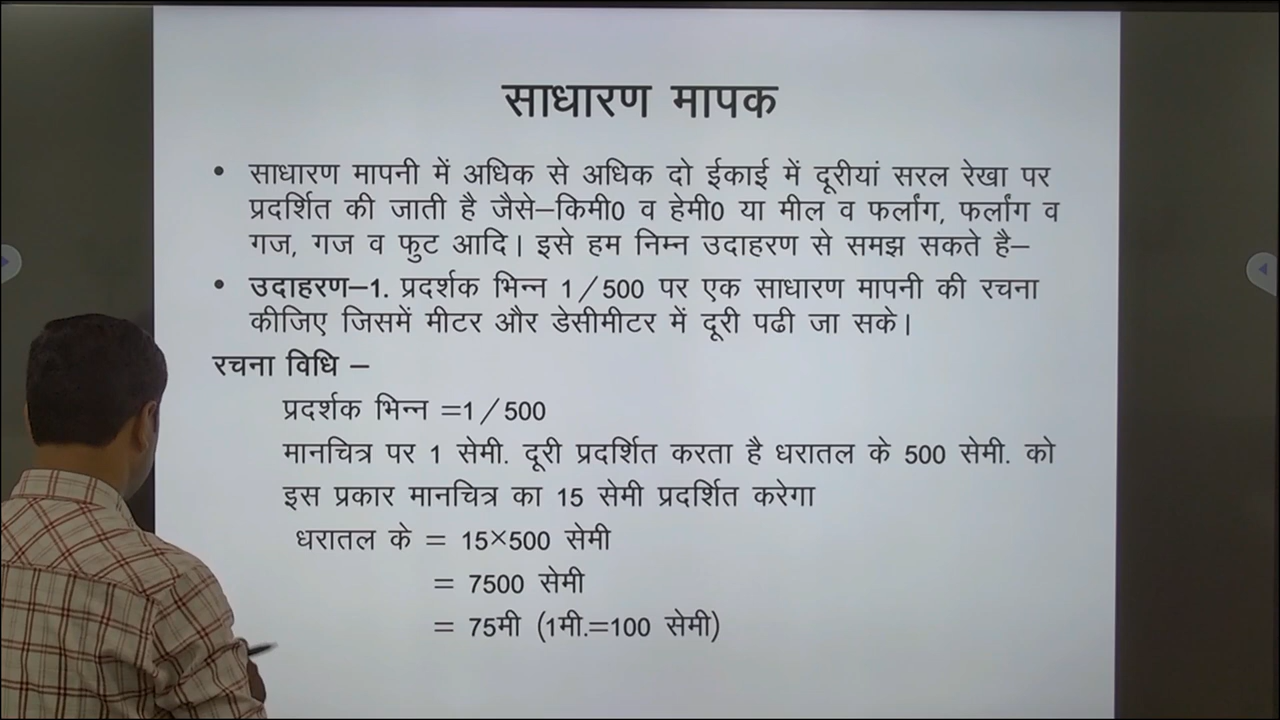 साधारण मापक
• साधारण मापनी में अधिक से अधिक दो ईकाई में दूरीयां सरल रेखा पर
प्रदर्शित की जाती है जैसे–किमी0 व हेमी0 या मील व फर्लांग, फर्लांग व
गज, गज व फुट आदि। इसे हम निम्न उदाहरण से समझ सकते है–
• उदाहरण–1. प्रदर्शक भिन्न 1/500 पर एक साधारण मापनी की रचना
कीजिए जिसमें मीटर और डेसीमीटर में दूरी पढी जा सके।
रचना विधि –
प्रदर्शक भिन्न =1/500
मानचित्र पर 1 सेमी. दूरी प्रदर्शित करता है धरातल के 500 सेमी. को
इस प्रकार मानचित्र का 15 सेमी प्रदर्शित करेगा
धरातल के = 15×500 सेमी
= 7500 सेमी
= 75मी (1मी.=100 सेमी)